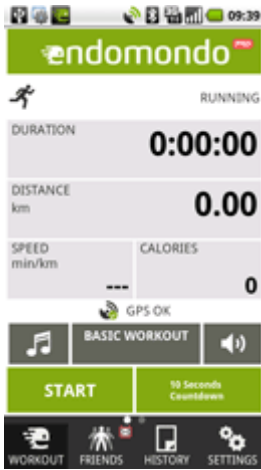 09:39
endomondo PRO
RUNNING
DURATION
0:00:00
DISTANCE
km
0.00
SPEED
min/km
---
CALORIES
0
GPS OK
BASIC WORKOUT
START
10 Seconds
Countdown
WORKOUT FRIENDS HISTORY SETTINGS